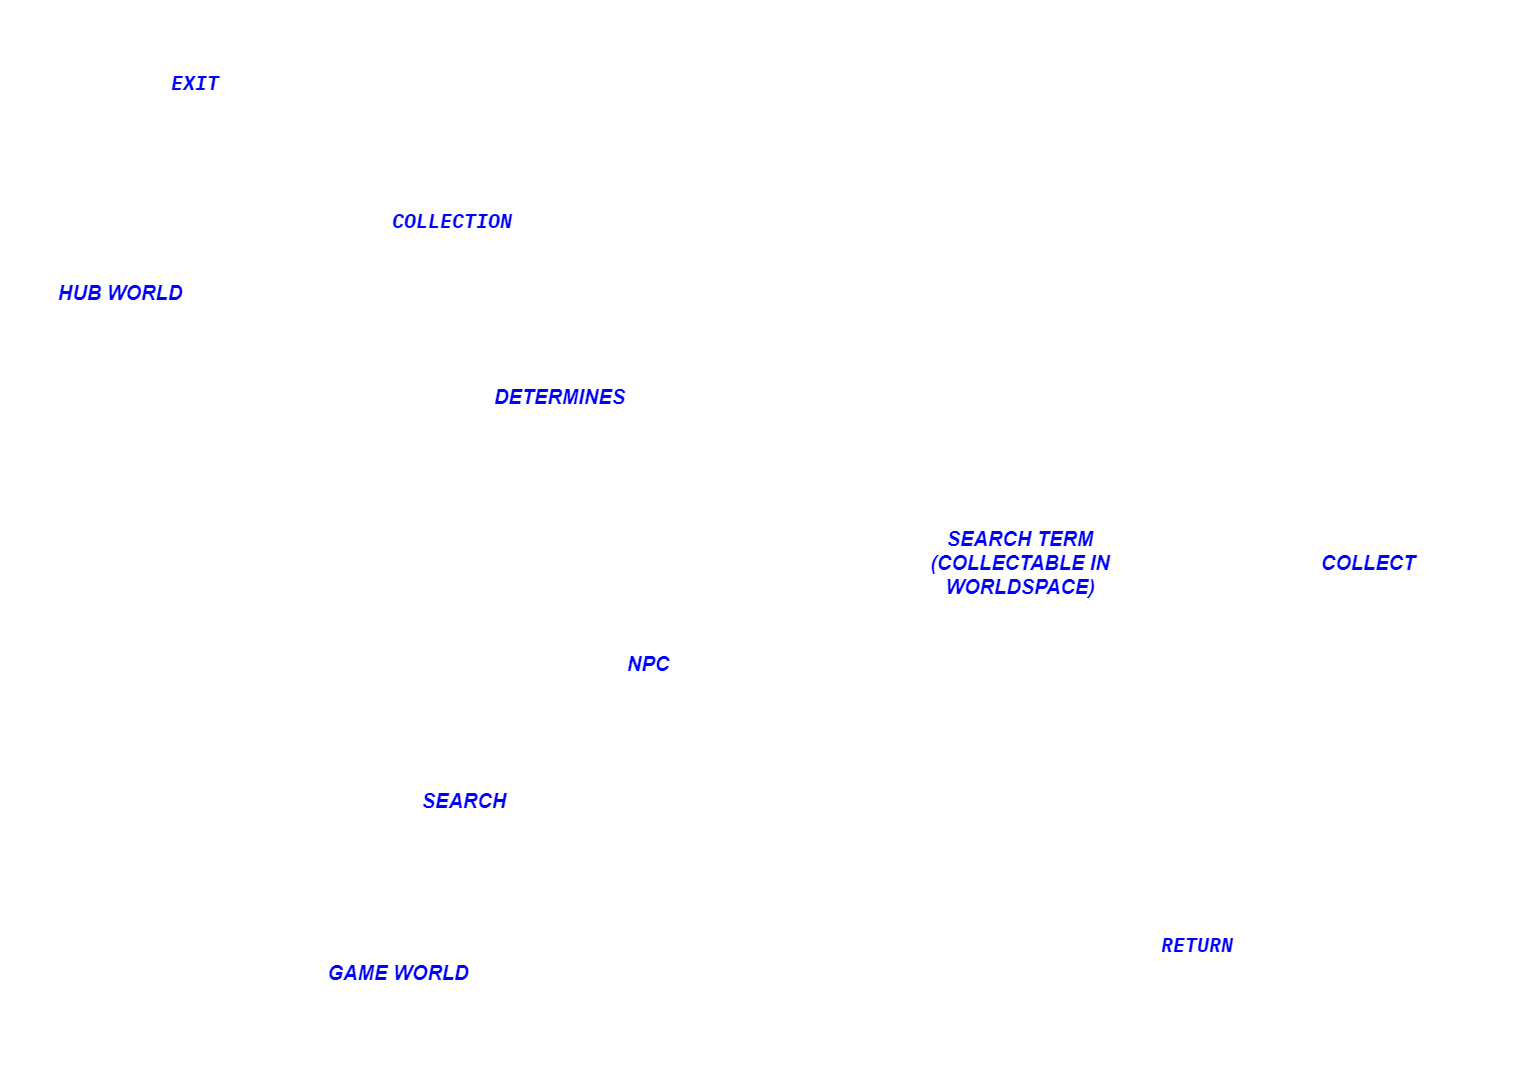 EXIT
COLLECTION
HUB WORLD
DETERMINES
SEARCH TERM
(COLLECTABLE IN
WORLDSPACE)
COLLECT
NPC
SEARCH
RETURN
GAME WORLD